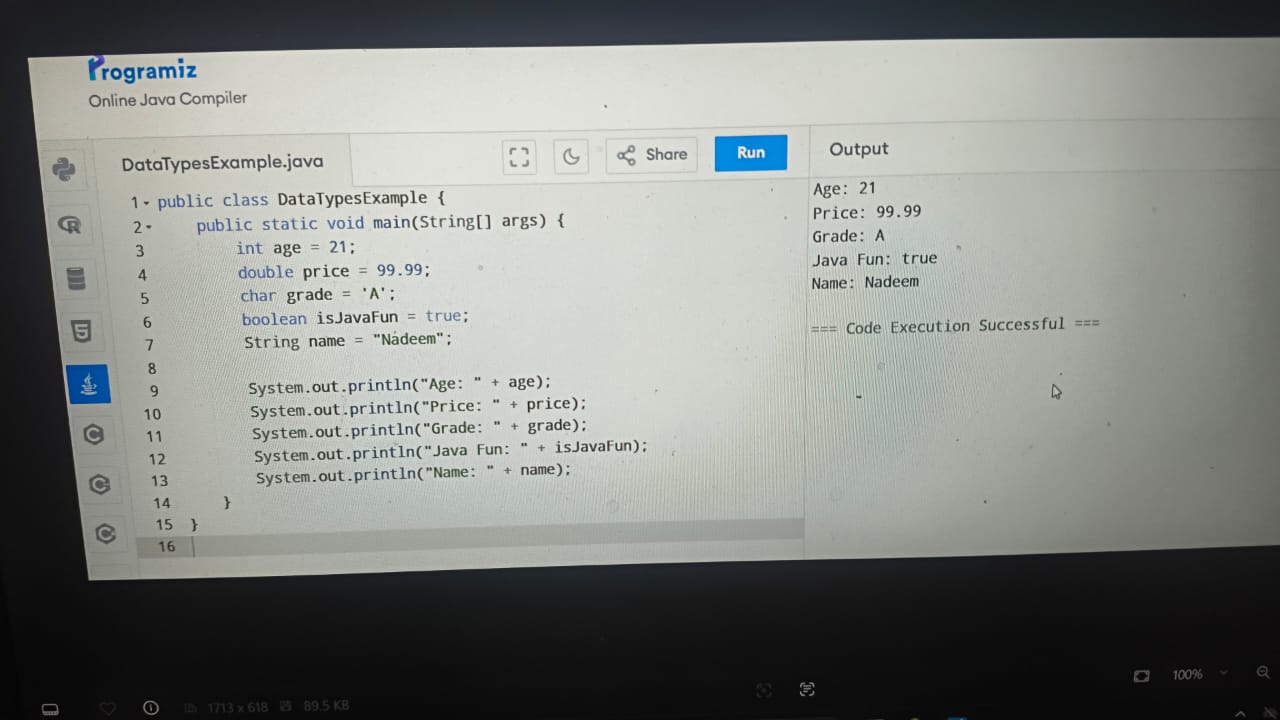 Programiz
Online Java Compiler
DataTypesExample.java
Share
Run
Output
1 public class DataTypesExample {
2     public static void main(String[] args) {
3         int age = 21;
4         double price = 99.99;
5         char grade = 'A';
6         boolean isJavaFun = true;
7         String name = "Nadeem";
8
9         System.out.println("Age: " + age);
10         System.out.println("Price: " + price);
11         System.out.println("Grade: " + grade);
12         System.out.println("Java Fun: " + isJavaFun);
13         System.out.println("Name: " + name);
14     }
15 }
16
Age: 21
Price: 99.99
Grade: A
Java Fun: true
Name: Nadeem
=== Code Execution Successful ===
1713 x 618
89.5 KB
100%